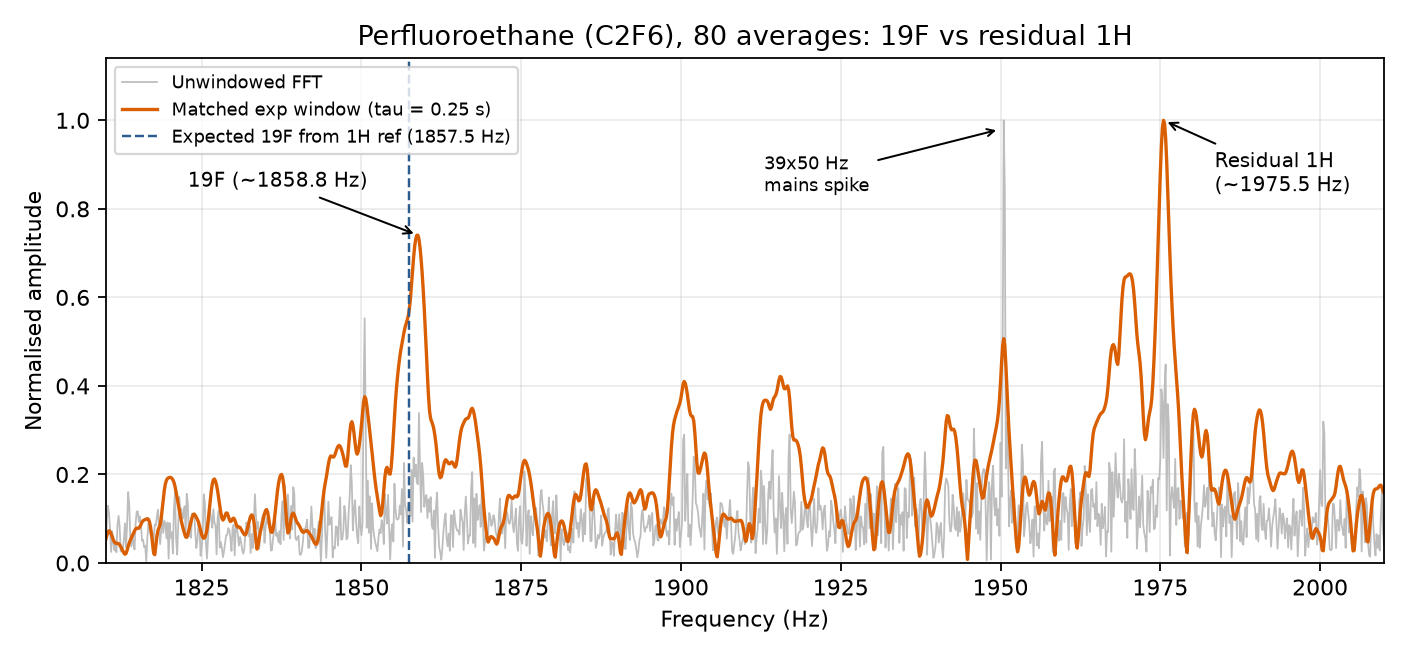 Perfluoroethane (C2F6), 80 averages: 19F vs residual 1H
Unwindowed FFT
Matched exp window (tau = 0.25 s)
Expected 19F from 1H ref (1857.5 Hz)
19F (~1858.8 Hz)
39x50 Hz
mains spike
Residual 1H
(~1975.5 Hz)
Normalised amplitude
1.0
0.8
0.6
0.4
0.2
0.0
1825
1850
1875
1900
1925
1950
1975
2000
Frequency (Hz)